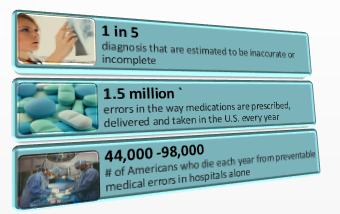 1 in 5
diagnosis that are estimated to be inaccurate or
incomplete
1.5 million `
errors in the way medications are prescribed,
delivered and taken in the U.S. every year
44,000 -98,000
# of Americans who die each year from preventable
medical errors in hospitals alone